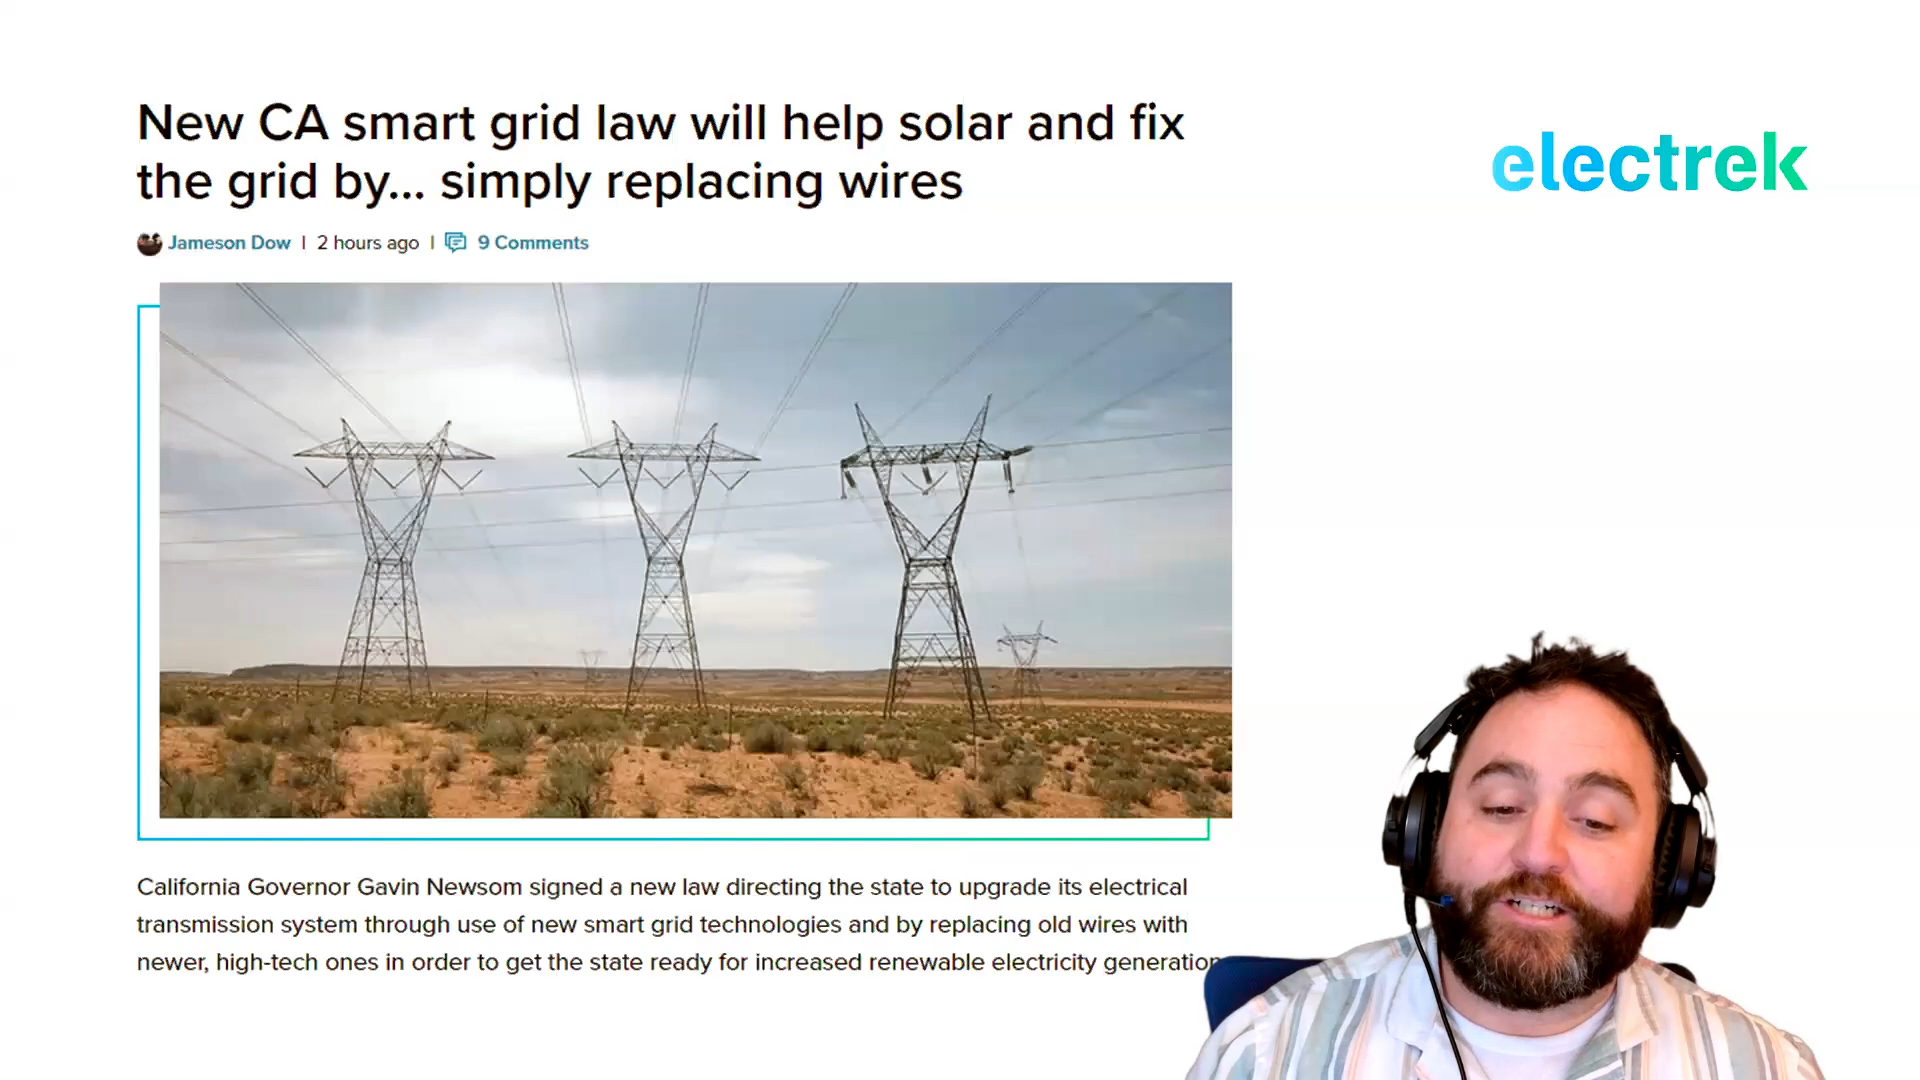 New CA smart grid law will help solar and fix
the grid by... simply replacing wires
electrek
Jameson Dow | 2 hours ago | 9 Comments
California Governor Gavin Newsom signed a new law directing the state to upgrade its electrical
transmission system through use of new smart grid technologies and by replacing old wires with
newer, high-tech ones in order to get the state ready for increased renewable electricity generation